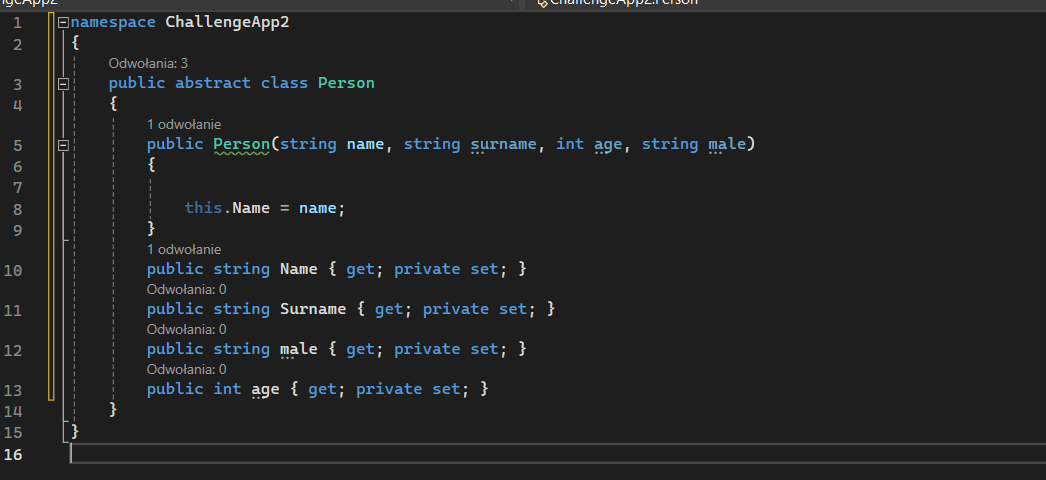 ChallengeApp2.Person
1 namespace ChallengeApp2
2 {
Odwołania: 3
3 public abstract class Person
4 {
1 odwołanie
5 public Person(string name, string surname, int age, string male)
6 {
7
8 this.Name = name;
9 }
1 odwołanie
10 public string Name { get; private set; }
Odwołania: 0
11 public string Surname { get; private set; }
Odwołania: 0
12 public string male { get; private set; }
Odwołania: 0
13 public int age { get; private set; }
14 }
15 }
16